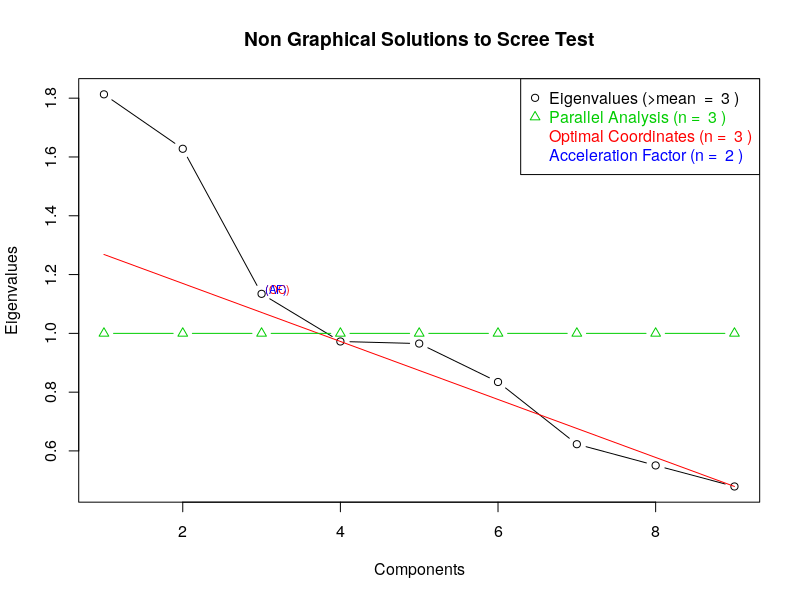 Non Graphical Solutions to Scree Test
Eigenvalues (>mean = 3 )
Parallel Analysis (n = 3 )
Optimal Coordinates (n = 3 )
Acceleration Factor (n = 2 )
1.8
1.6
1.4
1.2
1.0
0.8
0.6
Eigenvalues
2 4 6 8
Components